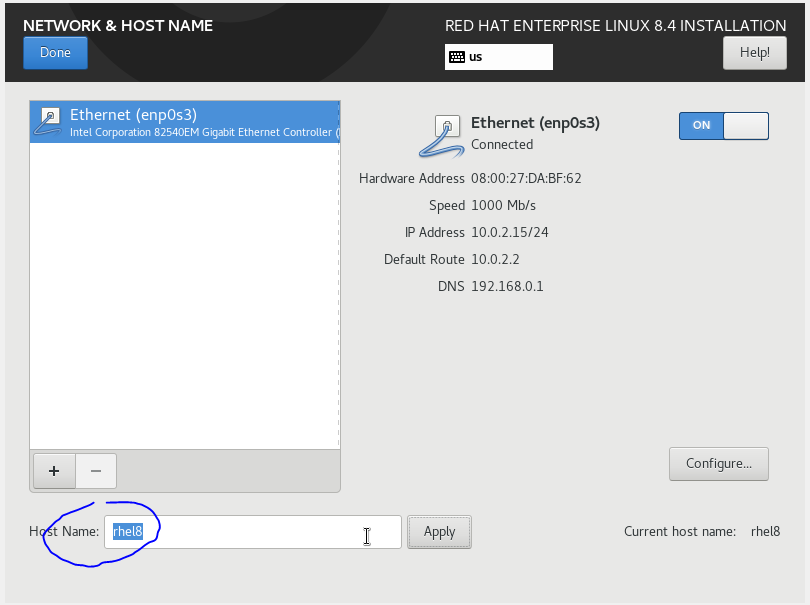 NETWORK & HOST NAME
RED HAT ENTERPRISE LINUX 8.4 INSTALLATION
Done
us
Help!
Ethernet (enp0s3)
Intel Corporation 82540EM Gigabit Ethernet Controller (
Ethernet (enp0s3)
Connected
ON
Hardware Address 08:00:27:DA:BF:62
Speed 1000 Mb/s
IP Address 10.0.2.15/24
Default Route 10.0.2.2
DNS 192.168.0.1
+ −
Configure...
Host Name: rhel8 Apply Current host name: rhel8